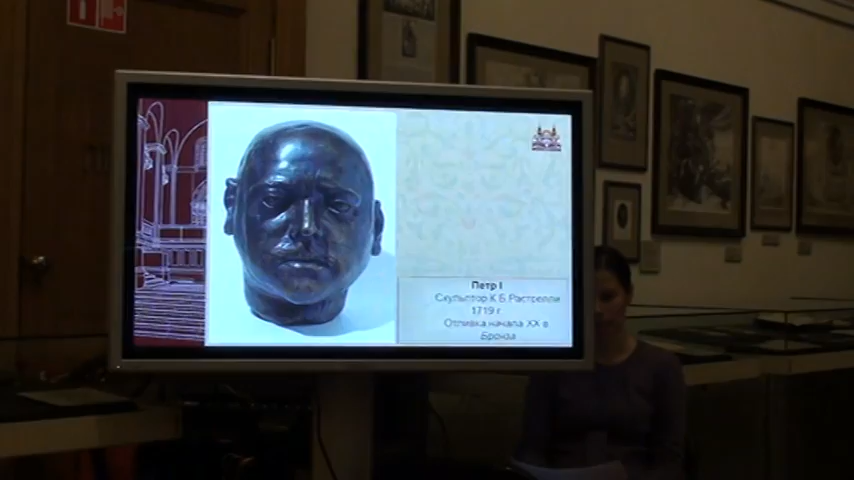 Петр I
Скульптор К Б Растрелли
1719 г
Отливка начала XX в
Бронза